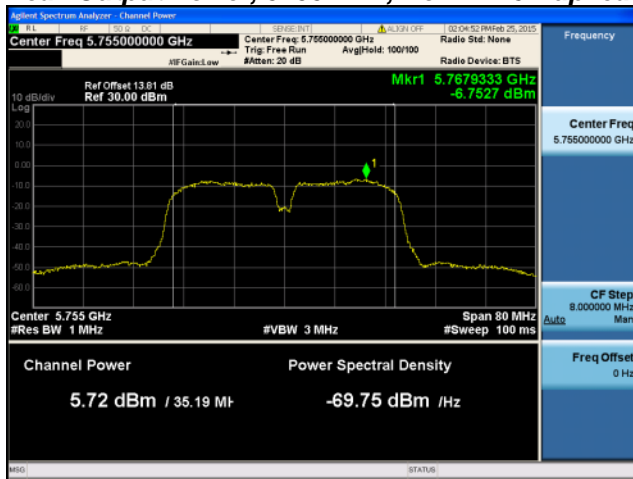 Agilent Spectrum Analyzer - Channel Power
RL RF 50 Ω DC SENSE:INT ALIGN OFF 02:04:52 PM Feb 25, 2015
Center Freq 5.755000000 GHz
Center Freq: 5.755000000 GHz
Radio Std: None
Trig: Free Run Avg|Hold: 100/100
#IFGain:Low #Atten: 20 dB Radio Device: BTS
Frequency
Mkr1 5.7679333 GHz
-6.7527 dBm
Ref Offset 13.81 dB
10 dB/div Ref 30.00 dBm
Log
20.0
10.0
0.00
1
-10.0
-20.0
-30.0
-40.0
-50.0
-60.0
Center 5.755 GHz Span 80 MHz
#Res BW 1 MHz #VBW 3 MHz #Sweep 100 ms
Channel Power Power Spectral Density
5.72 dBm / 35.19 MH -69.75 dBm /Hz
Center Freq
5.755000000 GHz
CF Step
8.000000 MHz
Auto Man
Freq Offset
0 Hz
MSG STATUS